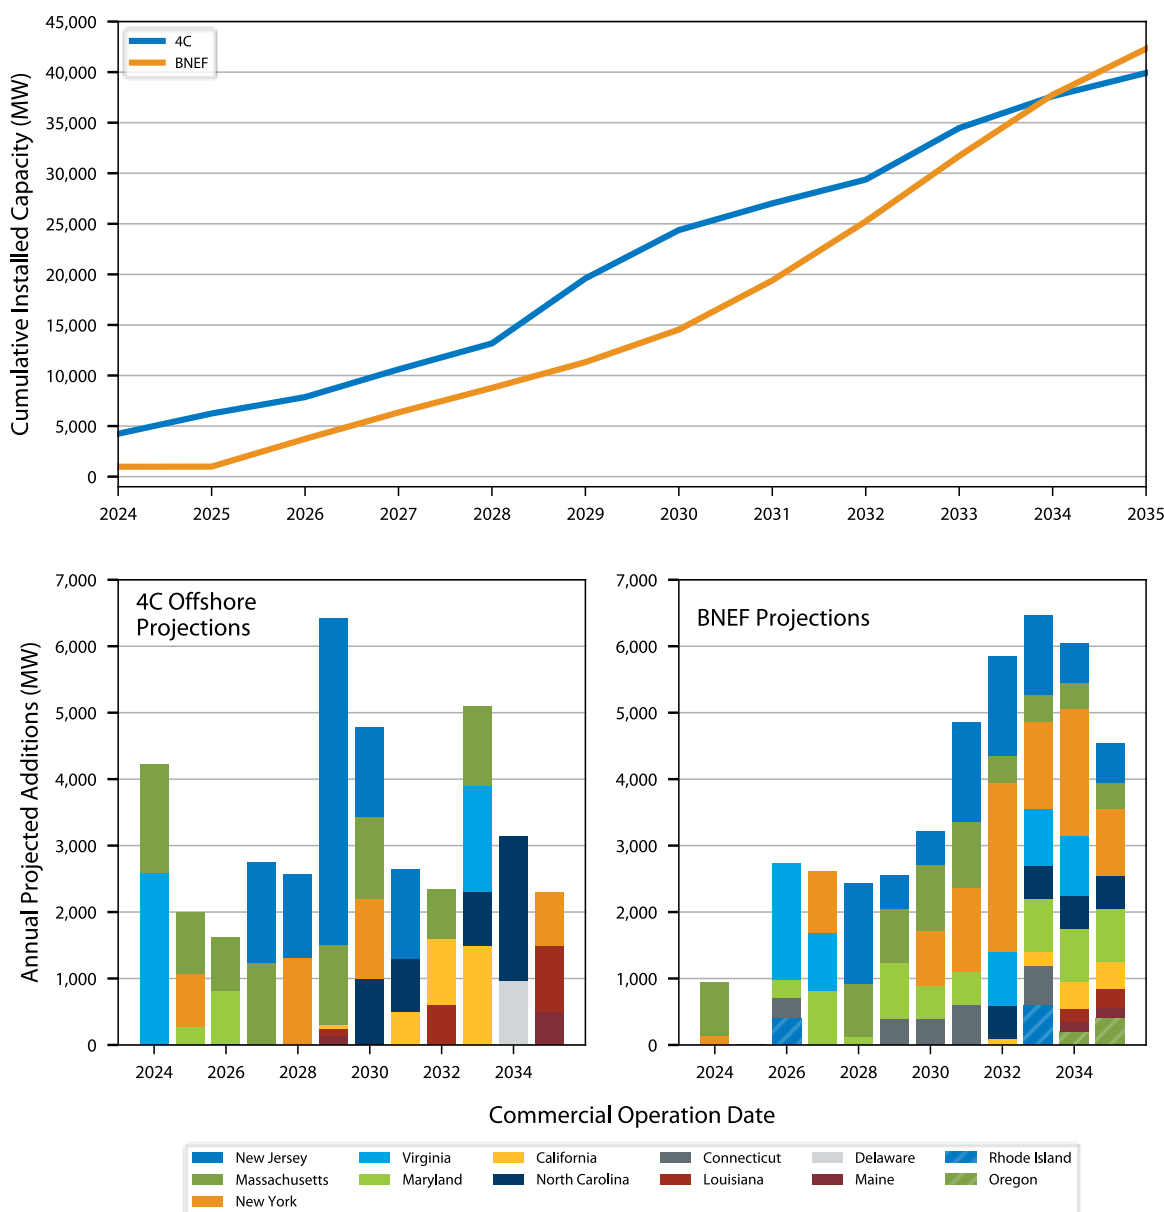 45,000
40,000
35,000
30,000
25,000
20,000
15,000
10,000
5,000
0
Cumulative Installed Capacity (MW)
4C
BNEF
2024 2025 2026 2027 2028 2029 2030 2031 2032 2033 2034 2035
7,000
6,000
5,000
4,000
3,000
2,000
1,000
0
Annual Projected Additions (MW)
4C Offshore
Projections
2024 2026 2028 2030 2032 2034
7,000
6,000
5,000
4,000
3,000
2,000
1,000
0
BNEF Projections
2024 2026 2028 2030 2032 2034
Commercial Operation Date
New Jersey Virginia California Connecticut Delaware Rhode Island
Massachusetts Maryland North Carolina Louisiana Maine Oregon
New York